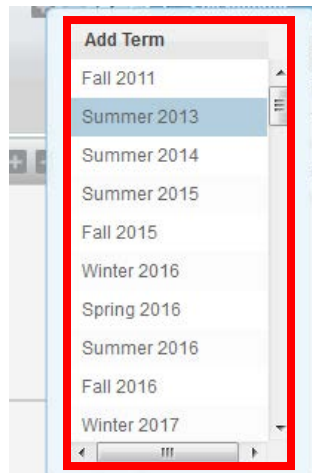 Add Term
Fall 2011
Summer 2013
Summer 2014
Summer 2015
Fall 2015
Winter 2016
Spring 2016
Summer 2016
Fall 2016
Winter 2017